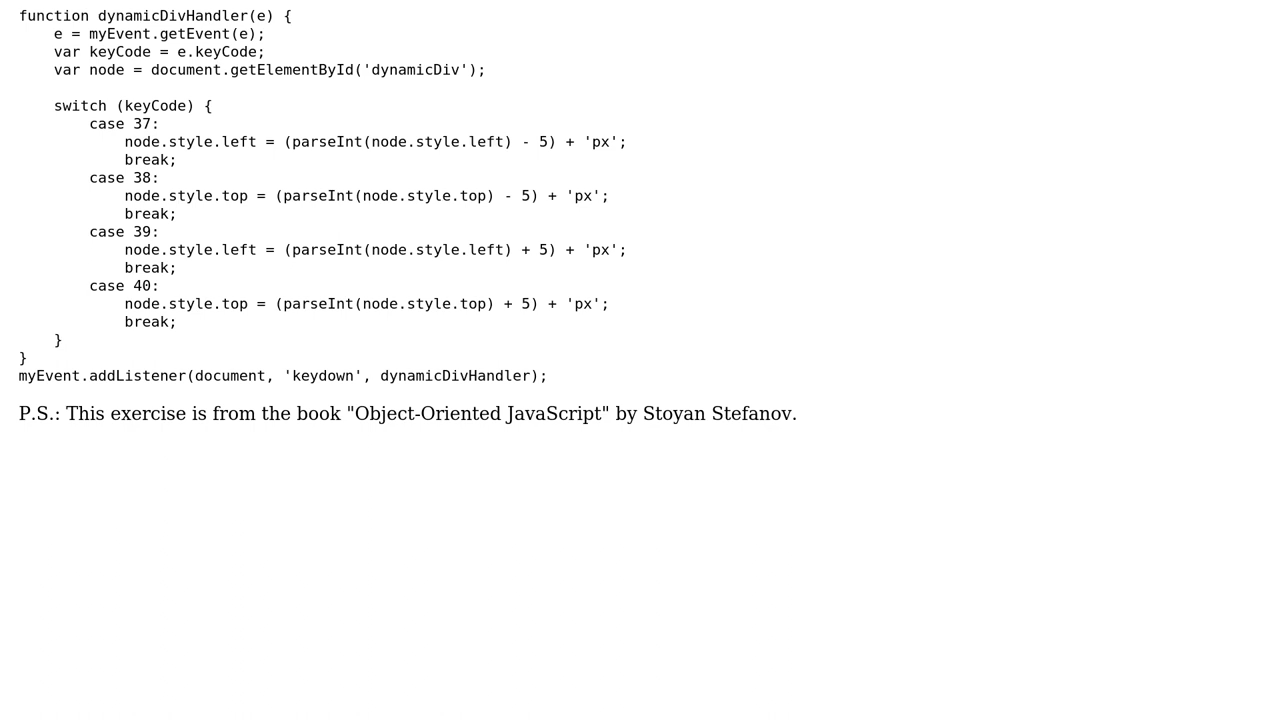 function dynamicDivHandler(e) {
    e = myEvent.getEvent(e);
    var keyCode = e.keyCode;
    var node = document.getElementById('dynamicDiv');

    switch (keyCode) {
        case 37:
            node.style.left = (parseInt(node.style.left) - 5) + 'px';
            break;
        case 38:
            node.style.top = (parseInt(node.style.top) - 5) + 'px';
            break;
        case 39:
            node.style.left = (parseInt(node.style.left) + 5) + 'px';
            break;
        case 40:
            node.style.top = (parseInt(node.style.top) + 5) + 'px';
            break;
    }
}
myEvent.addListener(document, 'keydown', dynamicDivHandler);
P.S.: This exercise is from the book "Object-Oriented JavaScript" by Stoyan Stefanov.